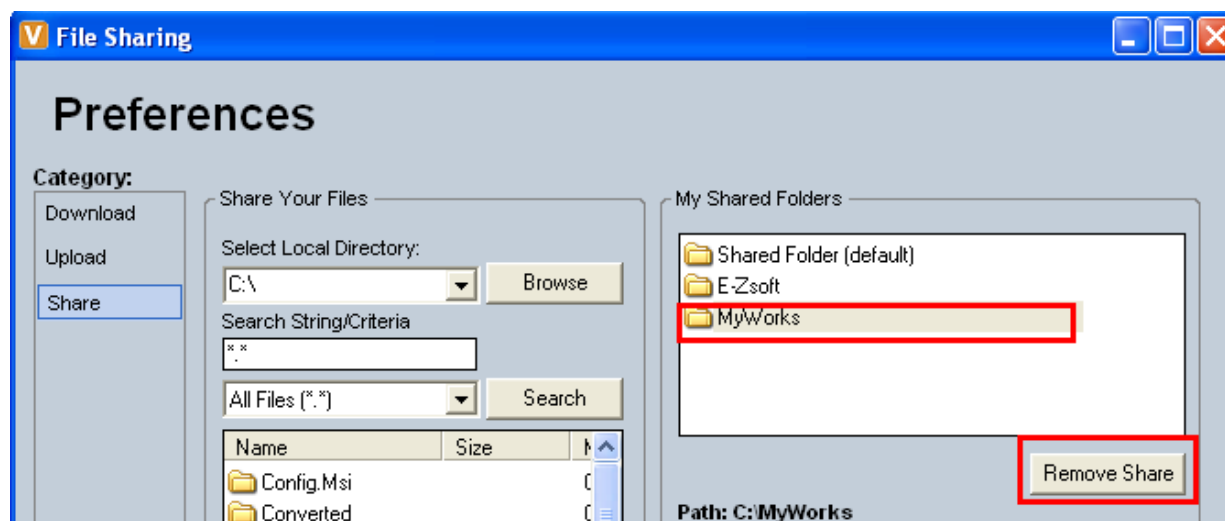 V File Sharing
Preferences
Category:
Download
Upload
Share
Share Your Files
Select Local Directory:
C:\
Browse
Search String/Criteria
*.*
All Files (*.*)
Search
Name Size
Config.Msi
Converted
My Shared Folders
Shared Folder (default)
E-Zsoft
MyWorks
Remove Share
Path: C:\MyWorks